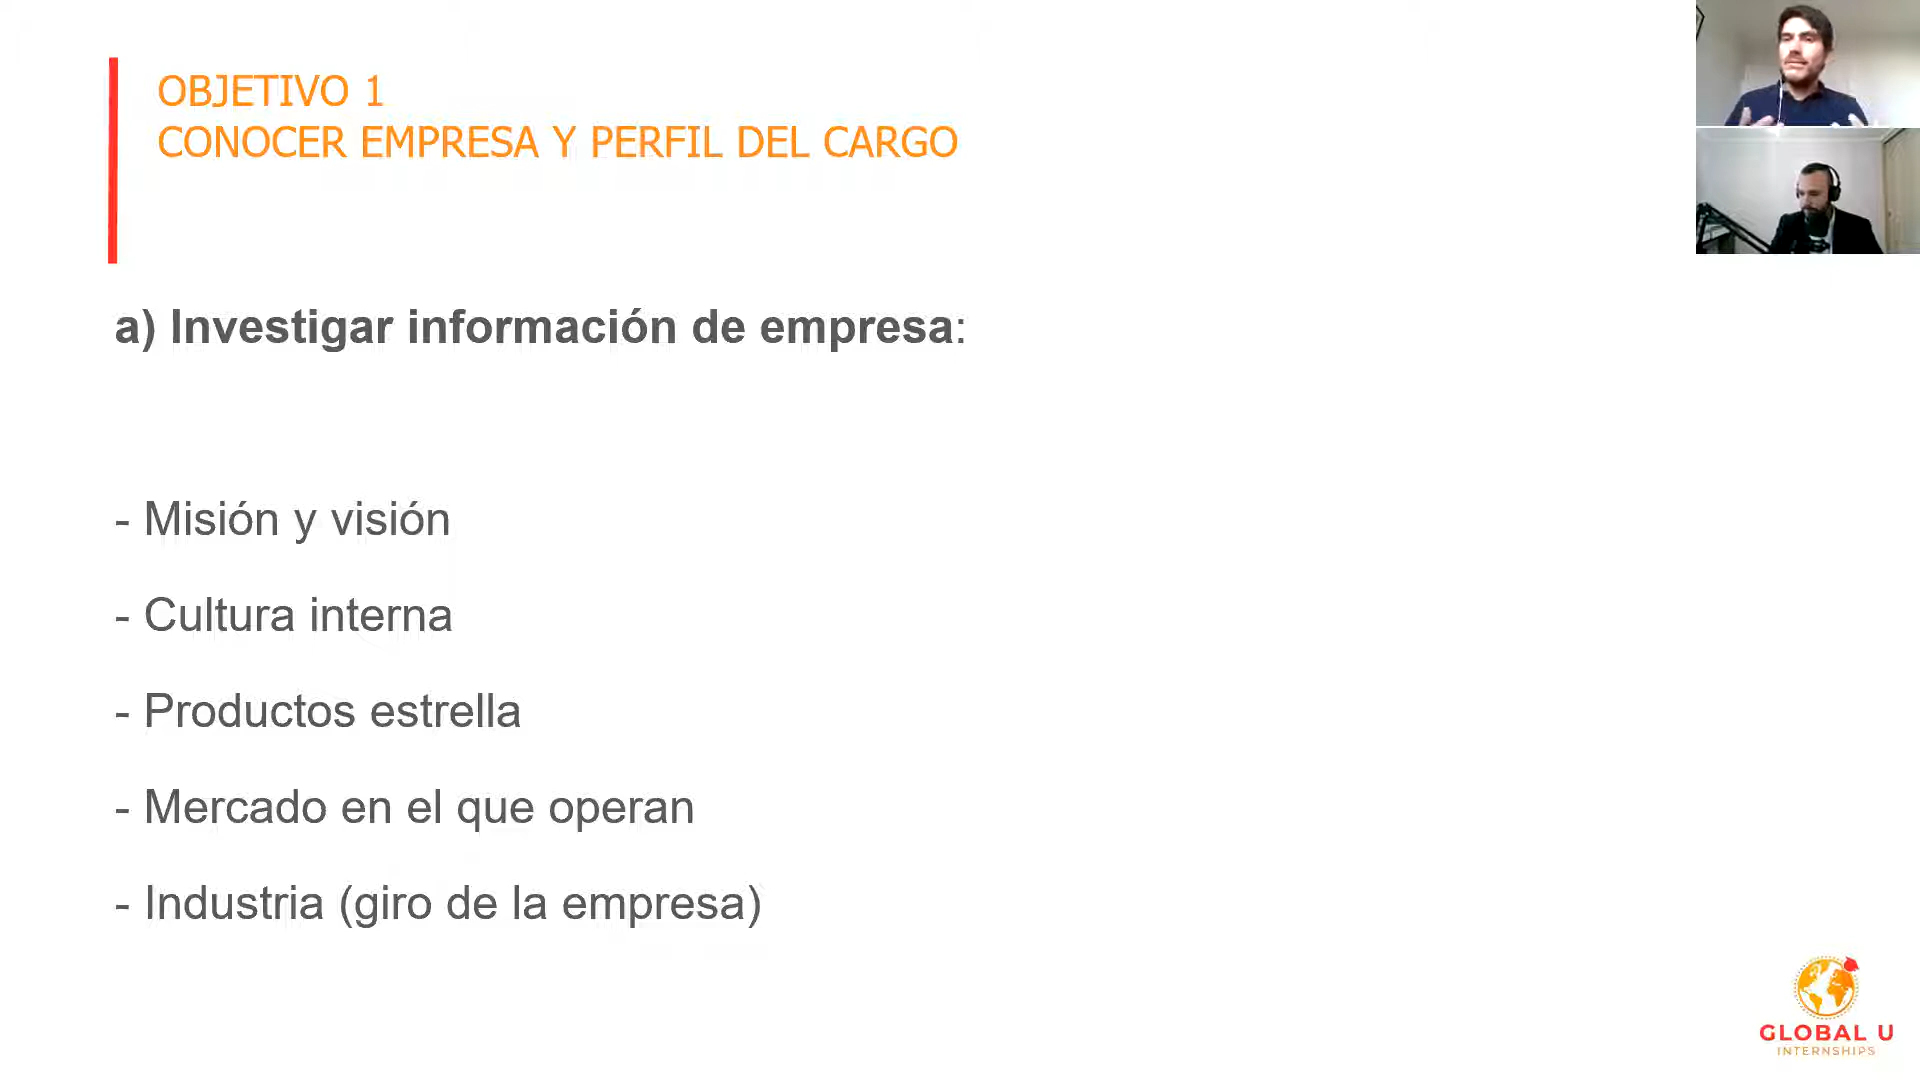 OBJETIVO 1
CONOCER EMPRESA Y PERFIL DEL CARGO
a) Investigar información de empresa:
- Misión y visión
- Cultura interna
- Productos estrella
- Mercado en el que operan
- Industria (giro de la empresa)
GLOBAL U
INTERNSHIPS